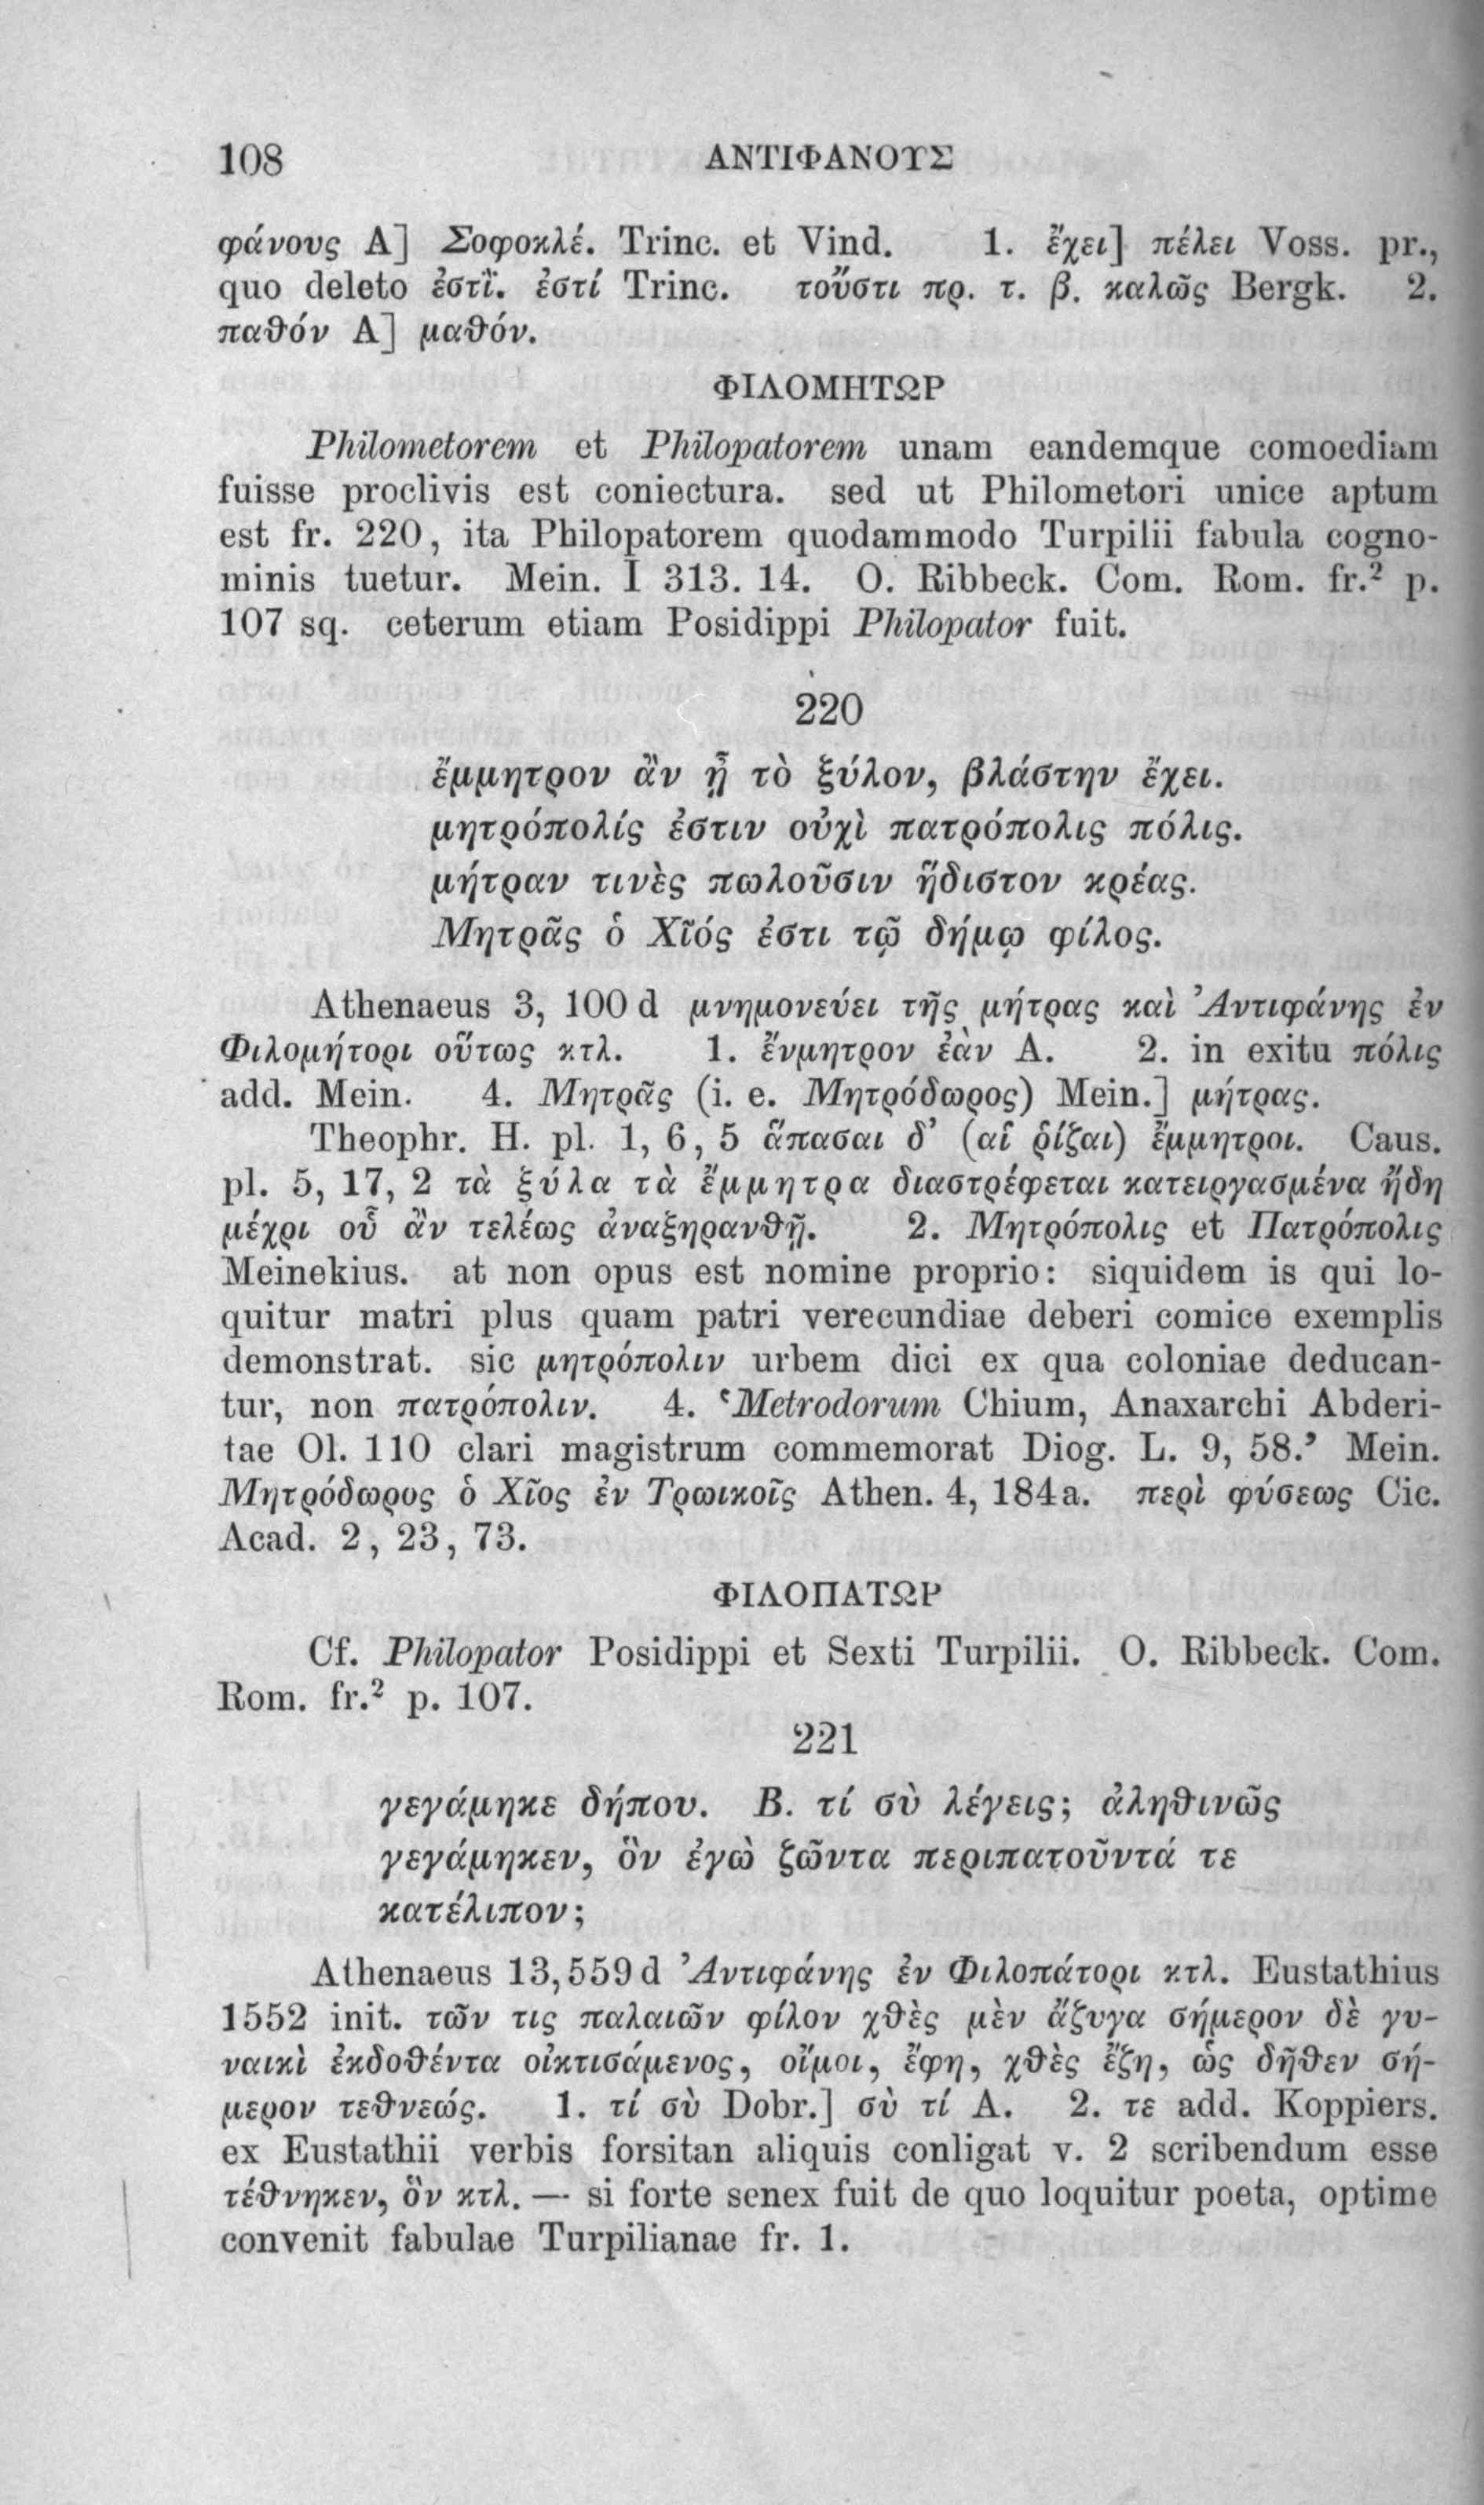 108 ΑΝΤΙΦΑΝΟΥΣ
φάνους A] Σοφοκλέ. Trinc. et Vind. 1. ἔχει] πέλει Voss. pr.,
quo deleto ἐστὶ. ἐστί Trinc. τοὔστι πρ. τ. β. καλῶς Bergk. 2.
παθόν A] μαθόν.
ΦΙΛΟΜΗΤΩΡ
Philometorem et Philopatorem unam eandemque comoediam
fuisse proclivis est coniectura. sed ut Philometori unice aptum
est fr. 220, ita Philopatorem quodammodo Turpilii fabula cogno-
minis tuetur. Mein. I 313. 14. O. Ribbeck. Com. Rom. fr.² p.
107 sq. ceterum etiam Posidippi Philopator fuit.
220
ἔμμητρον ἂν ᾖ τὸ ξύλον, βλάστην ἔχει.
μητρόπολίς ἐστιν οὐχὶ πατρόπολις πόλις.
μήτραν τινὲς πωλοῦσιν ἥδιστον κρέας.
Μητρᾶς ὁ Χῖός ἐστι τῷ δήμῳ φίλος.
Athenaeus 3, 100 d μνημονεύει τῆς μήτρας καὶ Ἀντιφάνης ἐν
Φιλομήτορι οὕτως κτλ. 1. ἔνμητρον ἐὰν A. 2. in exitu πόλις
add. Mein. 4. Μητρᾶς (i. e. Μητρόδωρος) Mein.] μήτρας.
Theophr. H. pl. 1, 6, 5 ἅπασαι δ’ (αἱ ῥίζαι) ἔμμητροι. Caus.
pl. 5, 17, 2 τὰ ξύλα τὰ ἔμμητρα διαστρέφεται κατειργασμένα ἤδη
μέχρι οὗ ἂν τελέως ἀναξηρανθῇ. 2. Μητρόπολις et Πατρόπολις
Meinekius. at non opus est nomine proprio: siquidem is qui lo-
quitur matri plus quam patri verecundiae deberi comice exemplis
demonstrat. sic μητρόπολιν urbem dici ex qua coloniae deducan-
tur, non πατρόπολιν. 4. ‘Metrodorum Chium, Anaxarchi Abderi-
tae Ol. 110 clari magistrum commemorat Diog. L. 9, 58.’ Mein.
Μητρόδωρος ὁ Χῖος ἐν Τρωικοῖς Athen. 4, 184a. περὶ φύσεως Cic.
Acad. 2, 23, 73.
ΦΙΛΟΠΑΤΩΡ
Cf. Philopator Posidippi et Sexti Turpilii. O. Ribbeck. Com.
Rom. fr.² p. 107.
221
γεγάμηκε δήπου. Β. τί σὺ λέγεις; ἀληθινῶς
γεγάμηκεν, ὃν ἐγὼ ζῶντα περιπατοῦντά τε
κατέλιπον;
Athenaeus 13, 559 d Ἀντιφάνης ἐν Φιλοπάτορι κτλ. Eustathius
1552 init. τῶν τις παλαιῶν φίλον χθὲς μὲν ἄζυγα σήμερον δὲ γυ-
ναικὶ ἐκδοθέντα οἰκτισάμενος, οἴμοι, ἔφη, χθὲς ἔζη, ὡς δῆθεν σή-
μερον τεθνεώς. 1. τί σὺ Dobr.] σὺ τί A. 2. τε add. Koppiers.
ex Eustathii verbis forsitan aliquis conligat v. 2 scribendum esse
τέθνηκεν, ὃν κτλ. — si forte senex fuit de quo loquitur poeta, optime
convenit fabulae Turpilianae fr. 1.